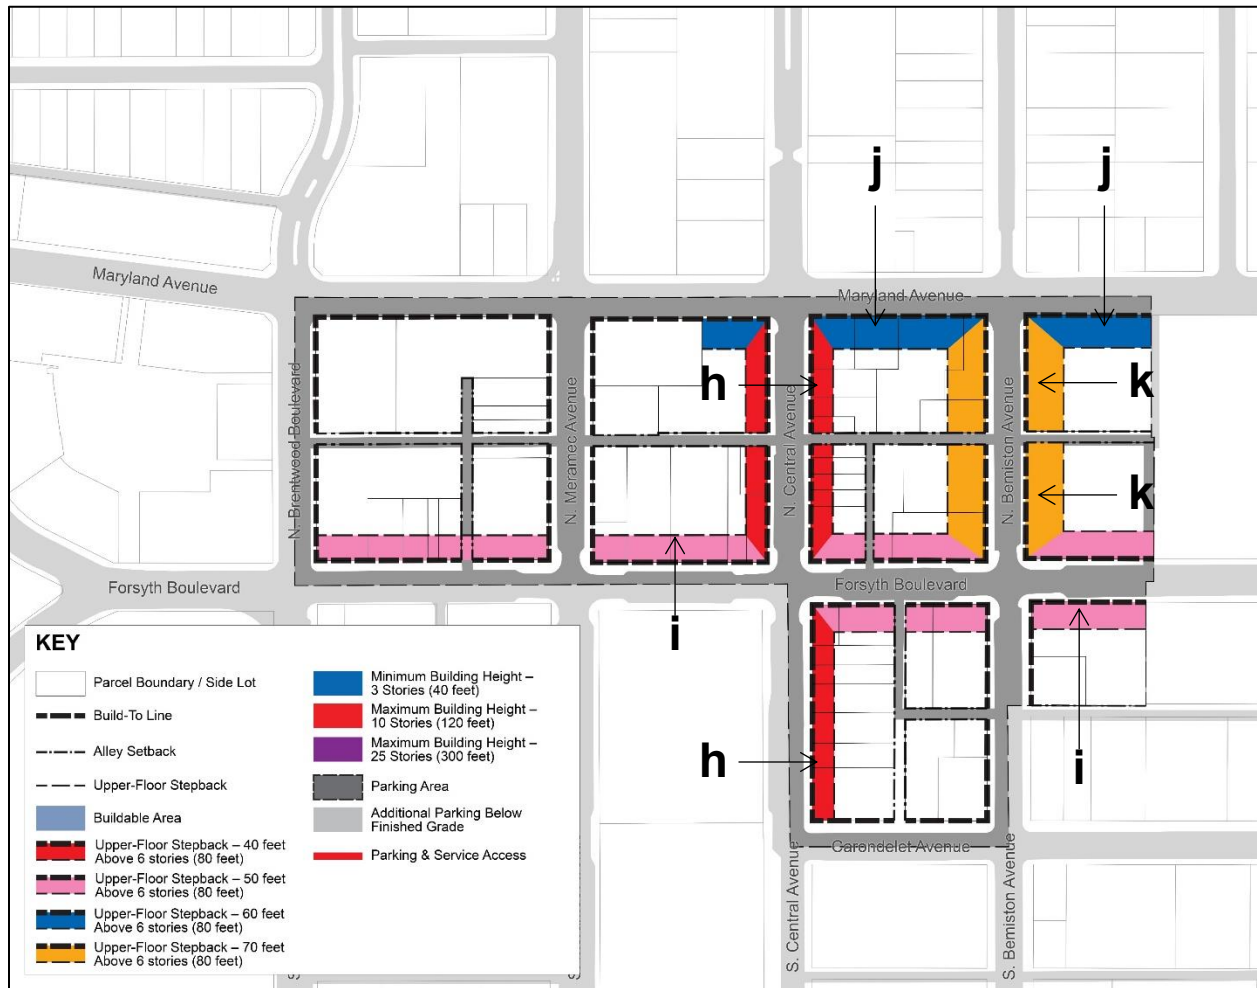 j
j
Maryland Avenue
Maryland Avenue
h
k
N. Brentwood Boulevard
N. Meramec Avenue
N. Central Avenue
N. Bemiston Avenue
k
Forsyth Boulevard
Forsyth Boulevard
i
i
h
Carondelet Avenue
S. Central Avenue
S. Bemiston Avenue
KEY
Parcel Boundary / Side Lot
Build-To Line
Alley Setback
Upper-Floor Stepback
Buildable Area
Upper-Floor Stepback – 40 feet
Above 6 stories (80 feet)
Upper-Floor Stepback – 50 feet
Above 6 stories (80 feet)
Upper-Floor Stepback – 60 feet
Above 6 stories (80 feet)
Upper-Floor Stepback – 70 feet
Above 6 stories (80 feet)
Minimum Building Height –
3 Stories (40 feet)
Maximum Building Height –
10 Stories (120 feet)
Maximum Building Height –
25 Stories (300 feet)
Parking Area
Additional Parking Below
Finished Grade
Parking & Service Access